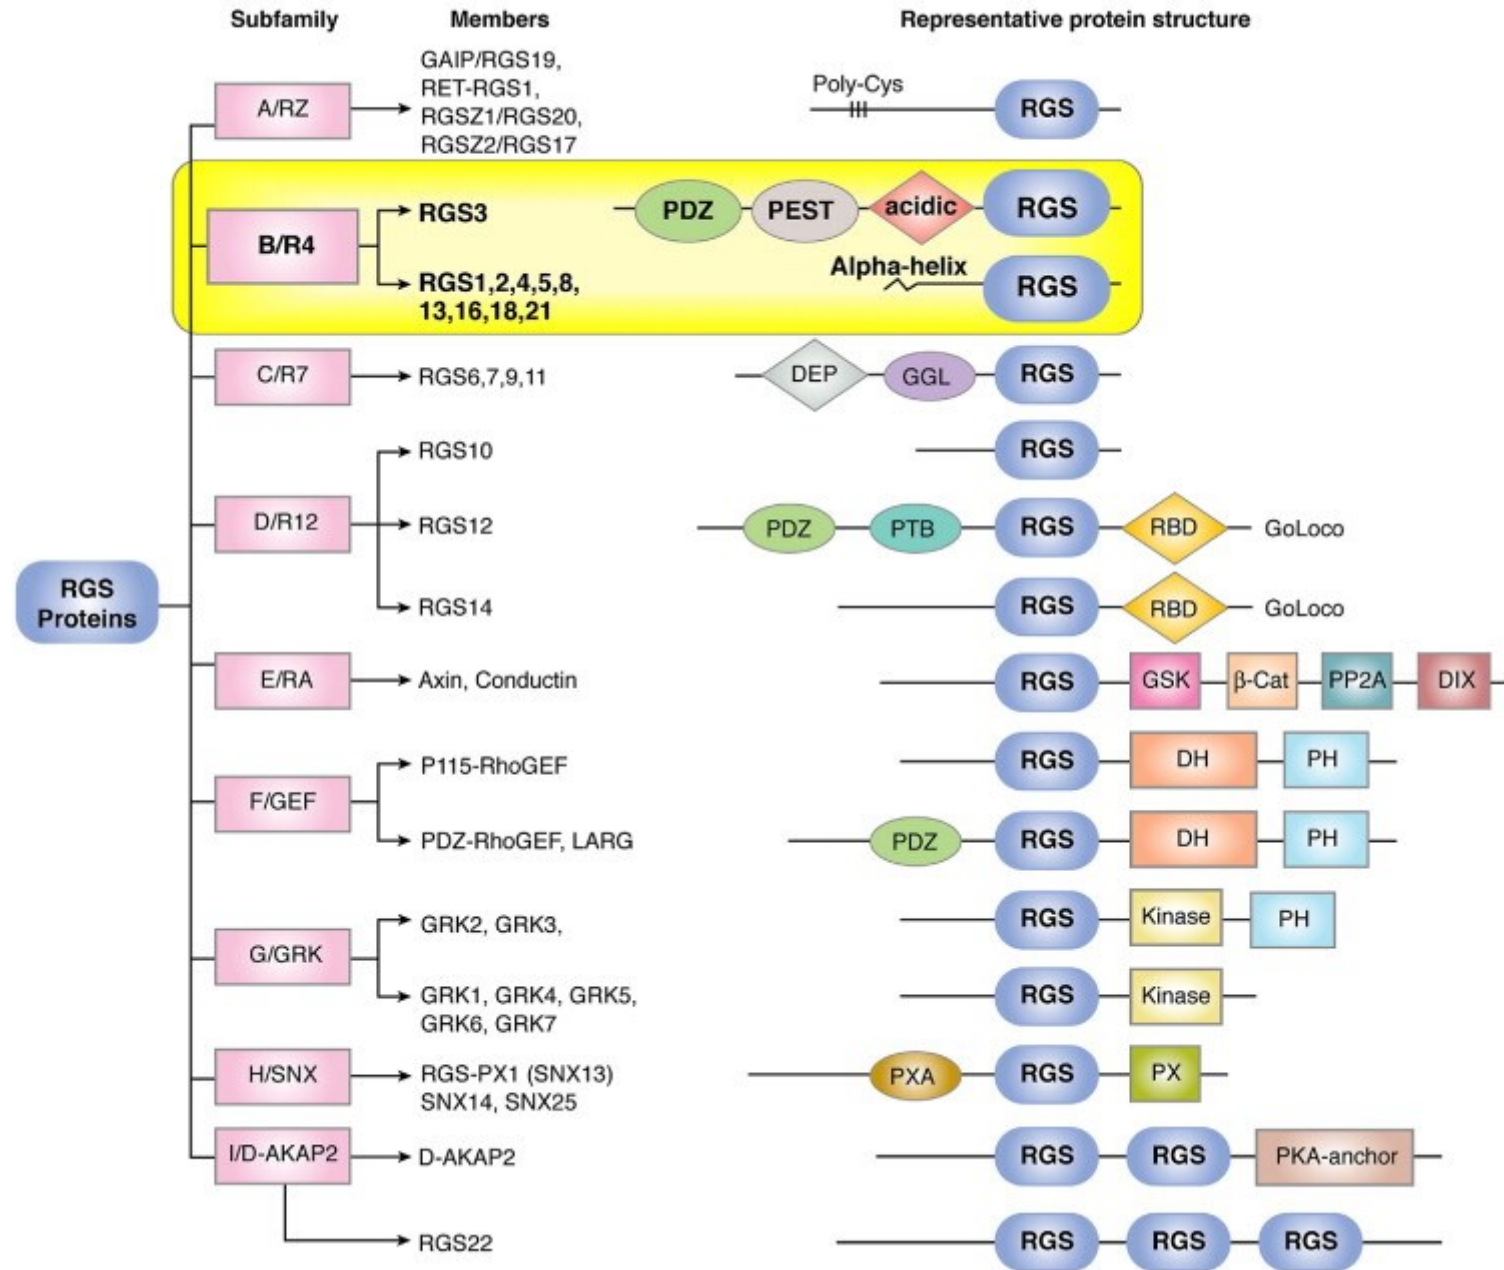 Subfamily Members Representative protein structure
A/RZ
GAIP/RGS19,
RET-RGS1,
RGSZ1/RGS20,
RGSZ2/RGS17
Poly-Cys
RGS
B/R4
RGS3
PDZ PEST acidic RGS
RGS1,2,4,5,8,
13,16,18,21
Alpha-helix
RGS
C/R7
RGS6,7,9,11
DEP GGL RGS
RGS10
RGS
D/R12
RGS12
PDZ PTB RGS RBD GoLoco
RGS
Proteins
RGS14
RGS RBD GoLoco
E/RA
Axin, Conductin
RGS GSK β-Cat PP2A DIX
F/GEF
P115-RhoGEF
RGS DH PH
PDZ-RhoGEF, LARG
PDZ RGS DH PH
G/GRK
GRK2, GRK3,
RGS Kinase PH
GRK1, GRK4, GRK5,
GRK6, GRK7
RGS Kinase
H/SNX
RGS-PX1 (SNX13)
SNX14, SNX25
PXA RGS PX
I/D-AKAP2
D-AKAP2
RGS RGS PKA-anchor
RGS22
RGS RGS RGS